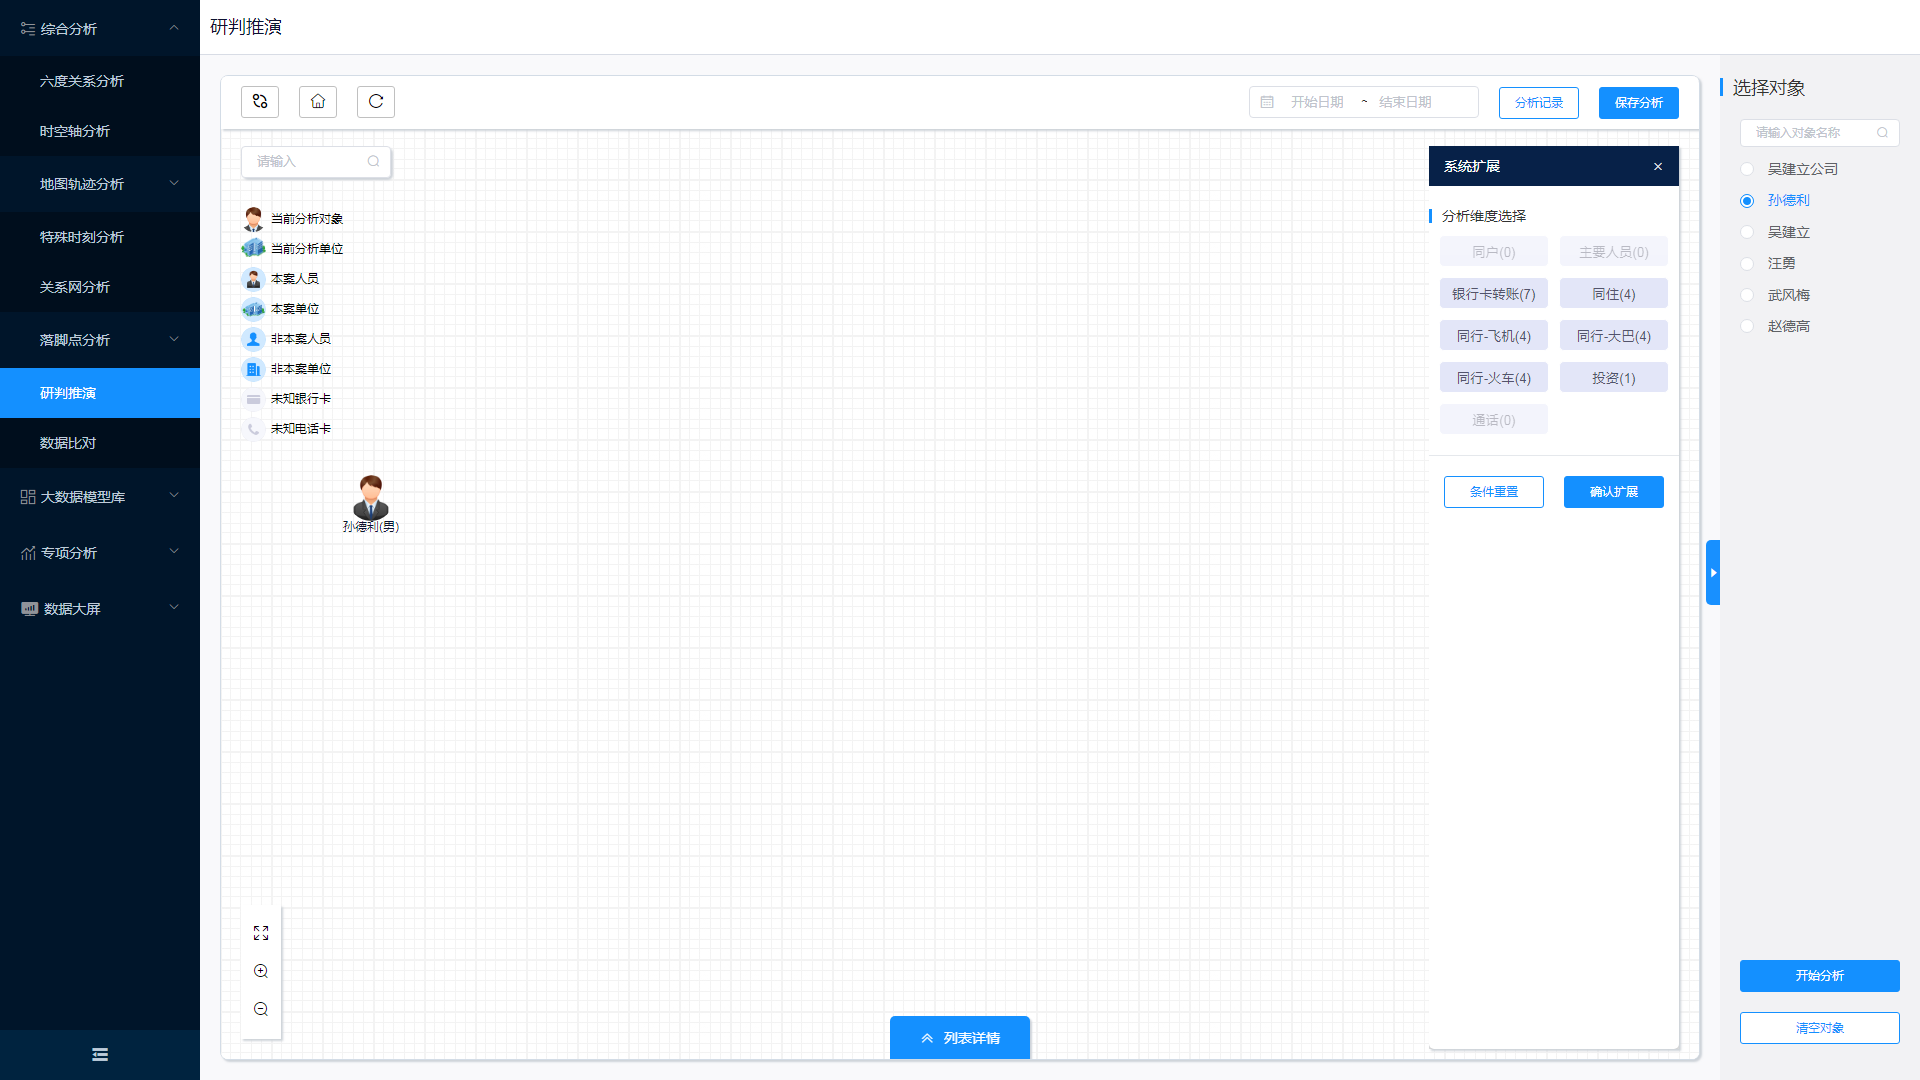 综合分析
六度关系分析
时空轴分析
地图轨迹分析
特殊时刻分析
关系网分析
落脚点分析
研判推演
数据比对
大数据模型库
专项分析
数据大屏
研判推演
开始日期 ~ 结束日期
分析记录
保存分析
请输入
当前分析对象
当前分析单位
本案人员
本案单位
非本案人员
非本案单位
未知银行卡
未知电话卡
孙德利(男)
列表详情
系统扩展
分析维度选择
同户(0)
主要人员(0)
银行卡转账(7)
同住(4)
同行-飞机(4)
同行-大巴(4)
同行-火车(4)
投资(1)
通话(0)
条件重置
确认扩展
选择对象
请输入对象名称
吴建立公司
孙德利
吴建立
汪勇
武风梅
赵德高
开始分析
清空对象